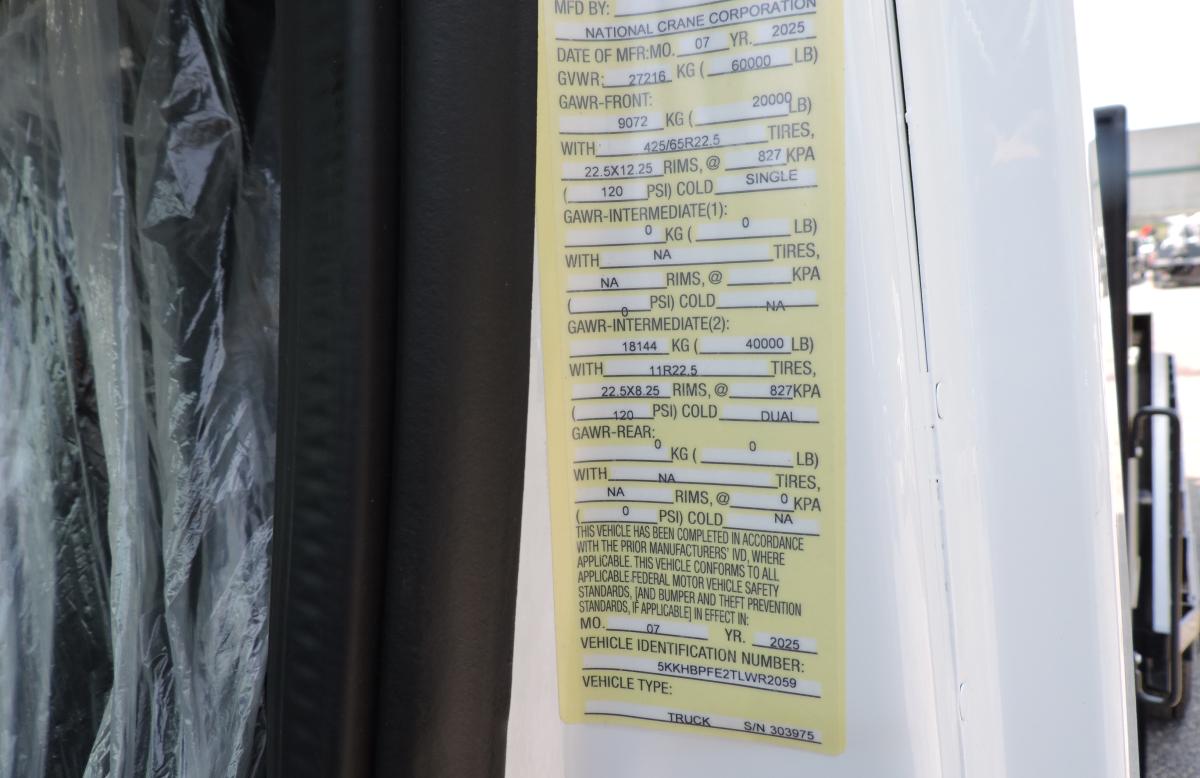 MFD BY:
NATIONAL CRANE CORPORATION
DATE OF MFR:MO. 07 YR. 2025
GVWR: 27216 KG ( 60000 LB)
GAWR-FRONT:
9072 KG ( 20000 LB)
WITH 425/65R22.5 TIRES,
22.5X12.25 RIMS, @ 827 KPA
( 120 PSI) COLD SINGLE
GAWR-INTERMEDIATE(1):
0 KG ( 0 LB)
WITH NA TIRES,
NA RIMS, @ KPA
( 0 PSI) COLD NA
GAWR-INTERMEDIATE(2):
18144 KG ( 40000 LB)
WITH 11R22.5 TIRES,
22.5X8.25 RIMS, @ 827 KPA
( 120 PSI) COLD DUAL
GAWR-REAR:
0 KG ( 0 LB)
WITH NA TIRES,
NA RIMS, @ 0 KPA
( 0 PSI) COLD NA
THIS VEHICLE HAS BEEN COMPLETED IN ACCORDANCE
WITH THE PRIOR MANUFACTURERS' IVD, WHERE
APPLICABLE. THIS VEHICLE CONFORMS TO ALL
APPLICABLE FEDERAL MOTOR VEHICLE SAFETY
STANDARDS, [AND BUMPER AND THEFT PREVENTION
STANDARDS, IF APPLICABLE] IN EFFECT IN:
MO. 07 YR. 2025
VEHICLE IDENTIFICATION NUMBER:
5KKHBPFE2TLWR2059
VEHICLE TYPE:
TRUCK S/N 303975